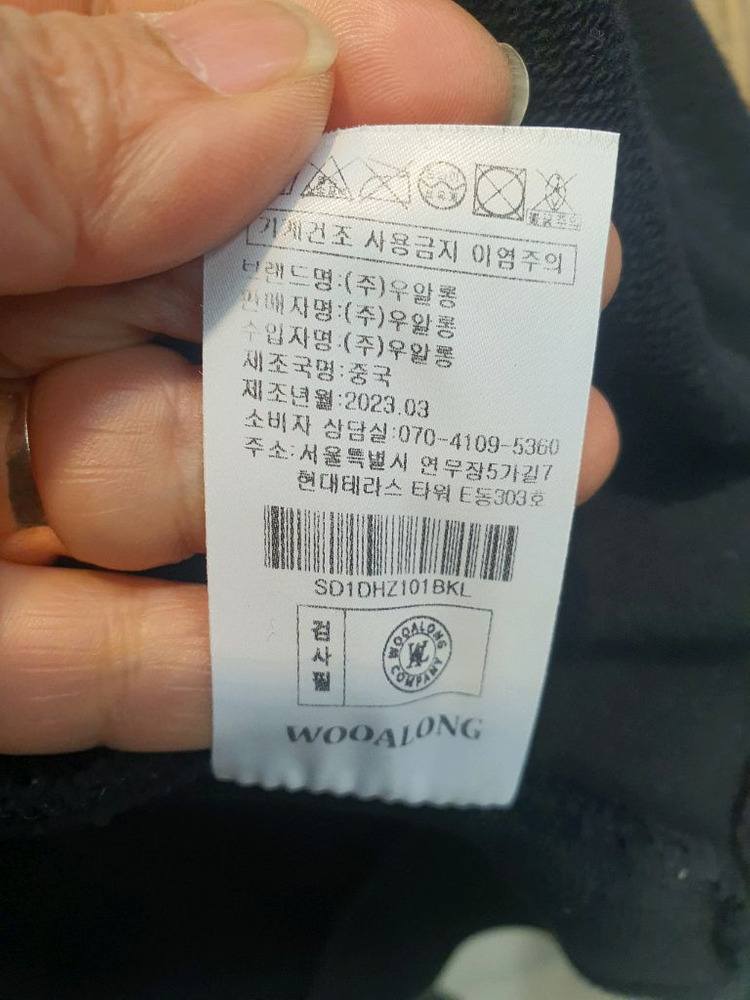 기계건조 사용금지 이염주의
브랜드명:(주)우알롱
판매자명:(주)우알롱
수입자명:(주)우알롱
제조국명:중국
제조년월:2023.03
소비자 상담실:070-4109-5360
주소:서울특별시 연무장5가길7
현대테라스 타워 E동303호
SD1DHZI01BKL
검사필
WOOALONG COMPANY
WOOALONG